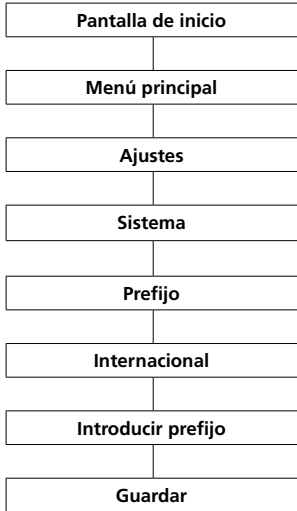 Pantalla de inicio
Menú principal
Ajustes
Sistema
Prefijo
Internacional
Introducir prefijo
Guardar